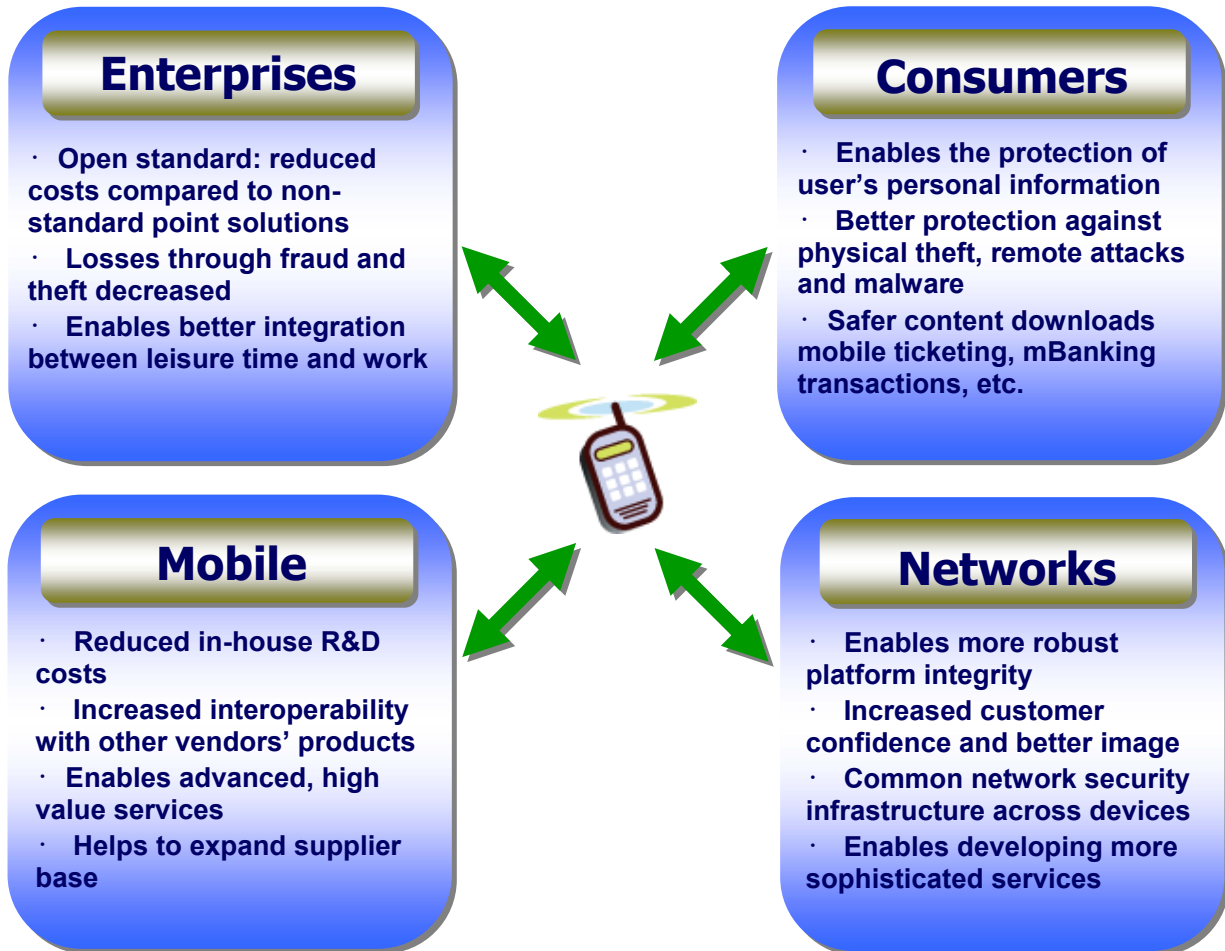 Enterprises
· Open standard: reduced
costs compared to non-
standard point solutions
· Losses through fraud and
theft decreased
· Enables better integration
between leisure time and work
Consumers
· Enables the protection of
user’s personal information
· Better protection against
physical theft, remote attacks
and malware
· Safer content downloads
mobile ticketing, mBanking
transactions, etc.
Mobile
· Reduced in-house R&D
costs
· Increased interoperability
with other vendors’ products
· Enables advanced, high
value services
· Helps to expand supplier
base
Networks
· Enables more robust
platform integrity
· Increased customer
confidence and better image
· Common network security
infrastructure across devices
· Enables developing more
sophisticated services